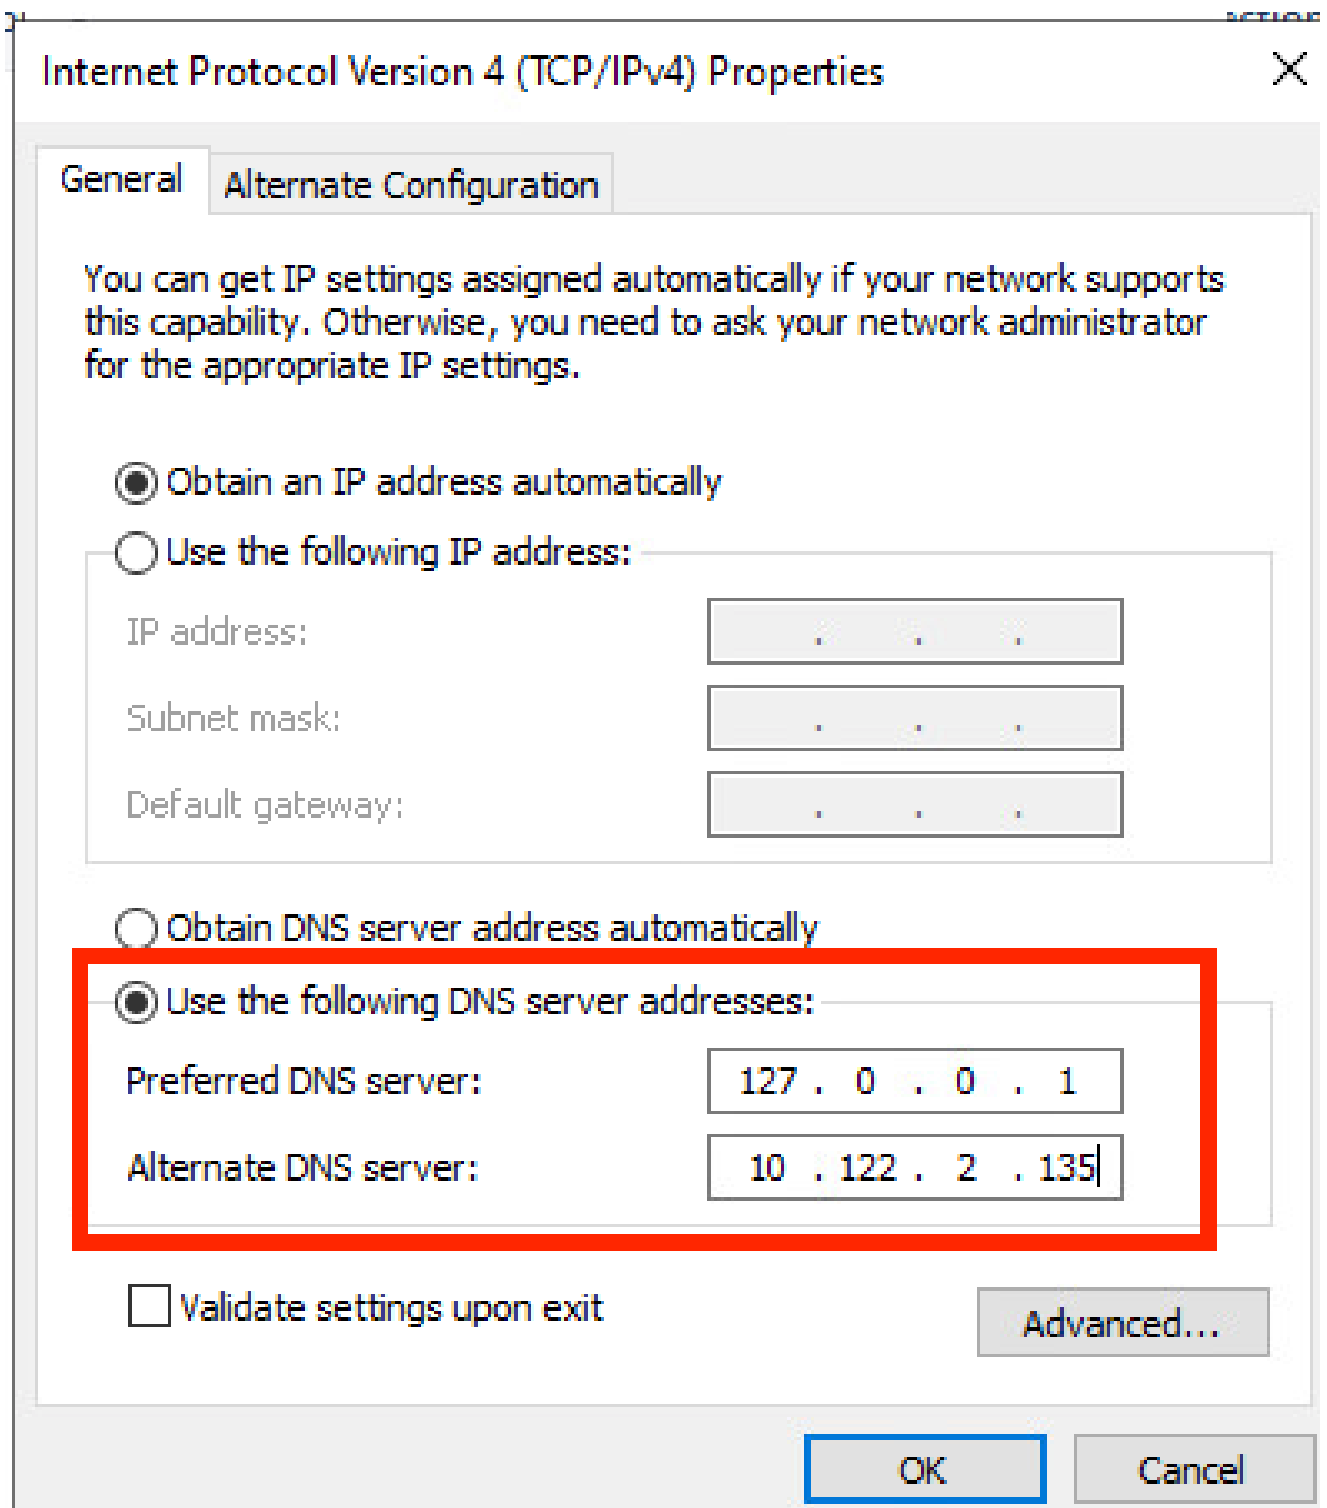 Internet Protocol Version 4 (TCP/IPv4) Properties
General
Alternate Configuration
You can get IP settings assigned automatically if your network supports
this capability. Otherwise, you need to ask your network administrator
for the appropriate IP settings.
Obtain an IP address automatically
Use the following IP address:
IP address:
. . .
Subnet mask:
. . .
Default gateway:
. . .
Obtain DNS server address automatically
Use the following DNS server addresses:
Preferred DNS server: 127 . 0 . 0 . 1
Alternate DNS server: 10 . 122 . 2 . 135
Validate settings upon exit
Advanced...
OK
Cancel